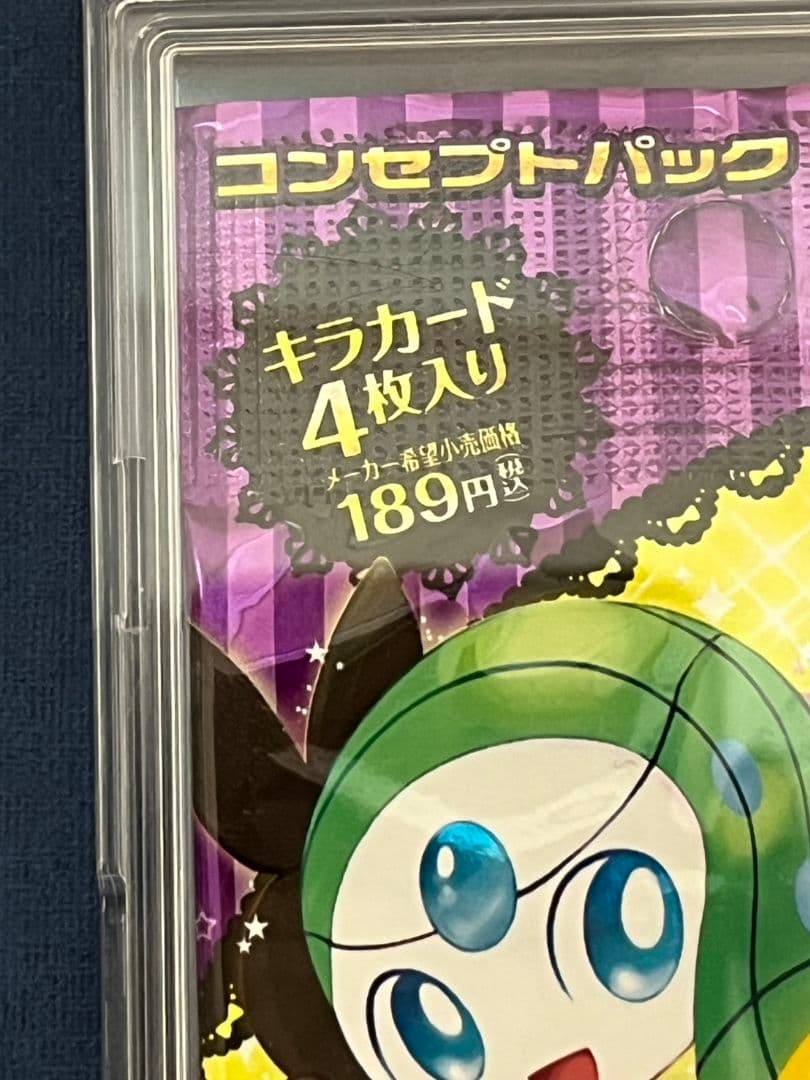 コンセプトパック
キラカード
4枚入り
メーカー希望小売価格
189円(税込)